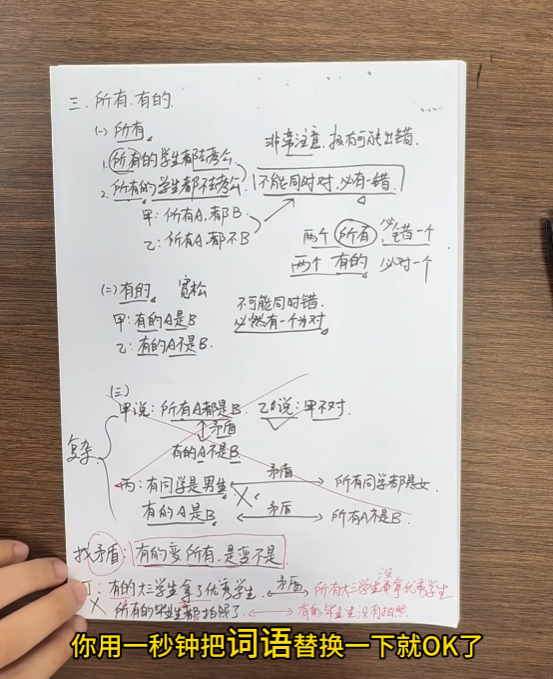 三. 所有.有的.
(一) 所有
1. 所有的学生都去考公
非常注意. 极有可能出错.
2. 所有的学生都不去考公
不能同时对.必有一错.
甲: 所有A.都B
乙: 所有A.都不B
两个 所有. 必错一个
两个 有的 必对一个
(二) 有的 宽松
甲: 有的A是B
乙: 有的A不是B.
不可能同时错.
必然有一个为对
(三)
甲说: 所有A都是B. 乙说: 甲不对.
矛盾
有的A不是B.
复杂
丙: 有同学是男生 矛盾 所有同学都是女.
有的A是B 矛盾 所有A不是B.
找矛盾: 有的变所有.是变不是.
丁: 有的大三学生拿了优秀学生. 矛盾 所有大三学生都没拿优秀学生
所有的毕业生都拍照了 有的毕业生没有拍照.
你用一秒钟把词语替换一下就OK了